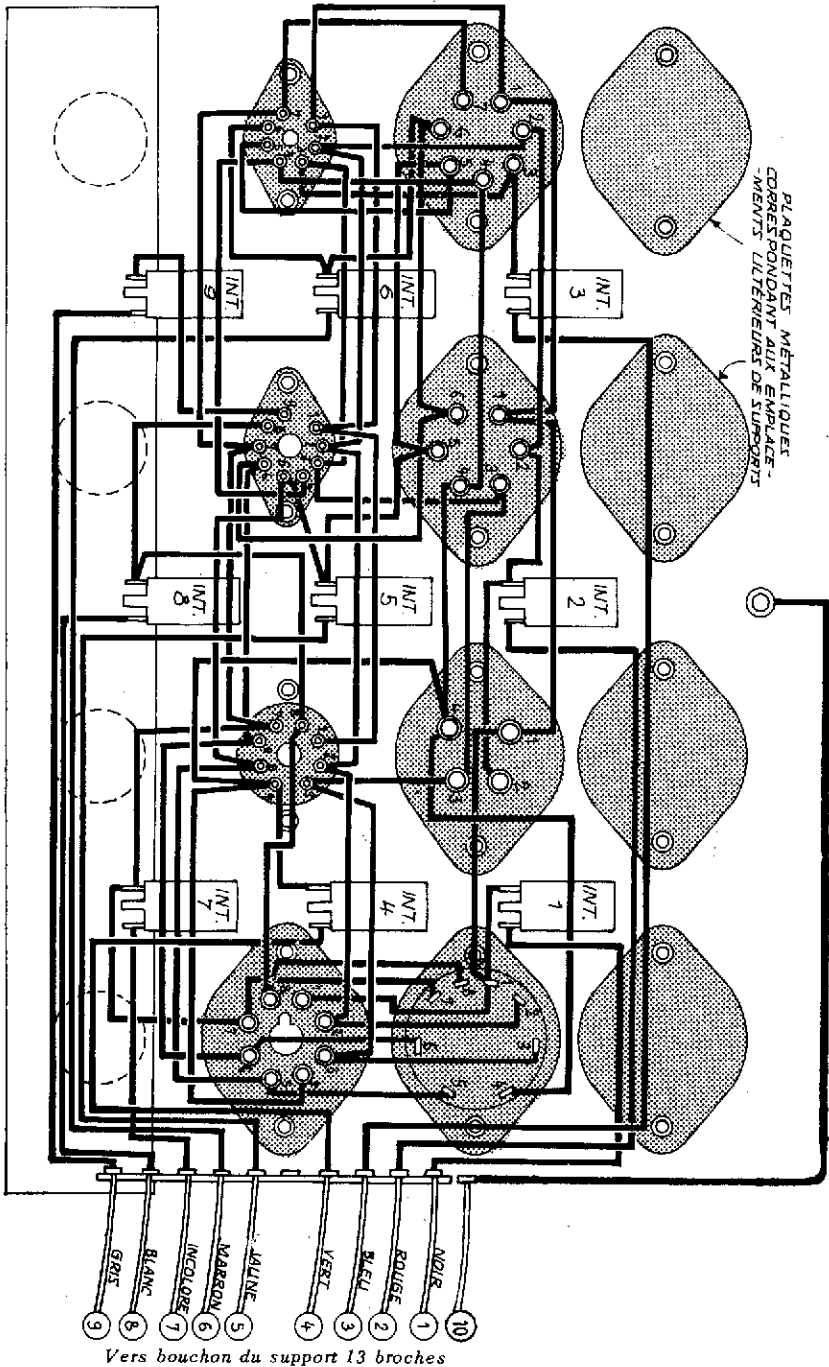 PLAQUETTES MÉTALLIQUES
CORRESPONDANT AUX EMPLACE-
-MENTS ULTÉRIEURS DE SUPPORTS
INT. 9
INT. 6
INT. 3
INT. 8
INT. 5
INT. 2
INT. 7
INT. 4
INT. 1
GRIS 9
BLANC 8
INCOLORE 7
MARRON 6
JAUNE 5
VERT 4
BLEU 3
ROUGE 2
NOIR 1
10
Vers bouchon du support 13 broches